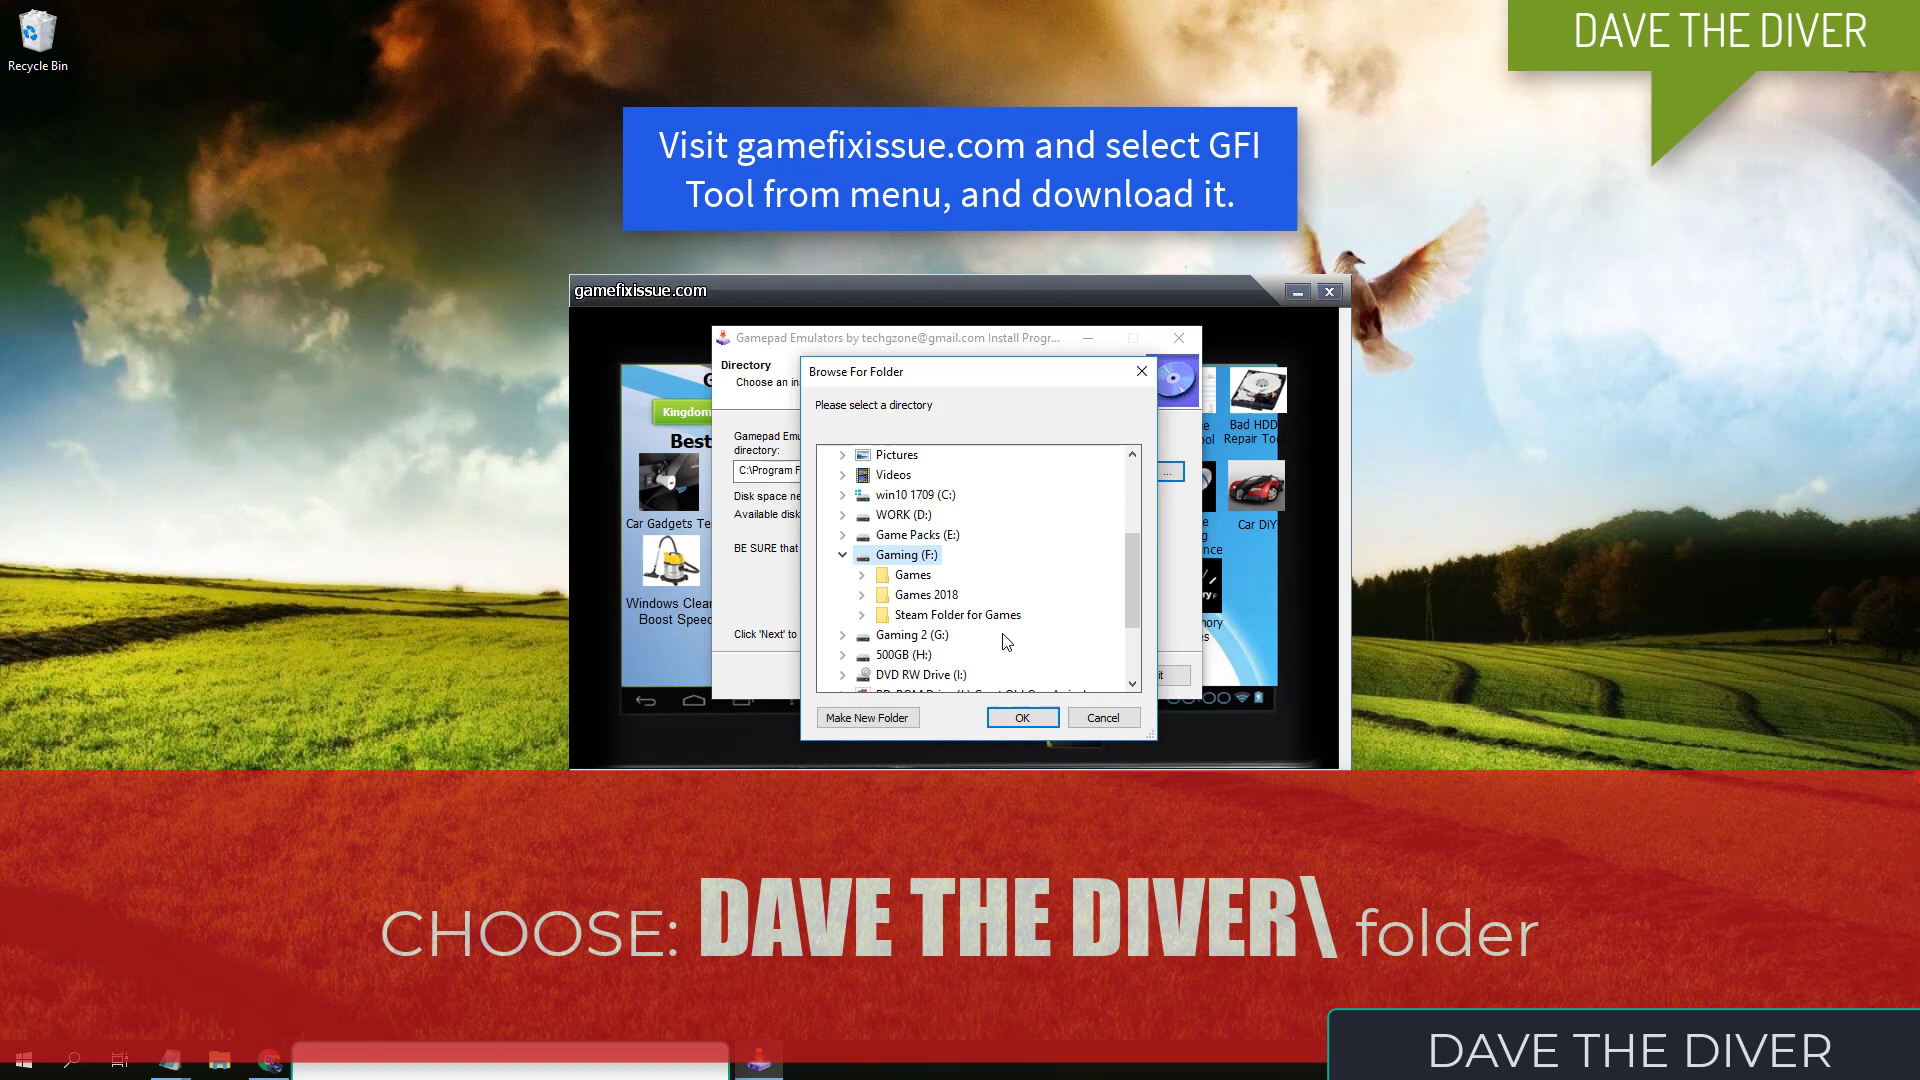 Recycle Bin
DAVE THE DIVER
Visit gamefixissue.com and select GFI
Tool from menu, and download it.
gamefixissue.com
Gamepad Emulators by techgzone@gmail.com Install Progr...
Directory
Choose an in
Browse For Folder
Please select a directory
Kingdom
Best
Gamepad Emu
directory:
C:\Program F
...
Disk space ne
Available disk
BE SURE that
Click 'Next' to
Pictures
Videos
win10 1709 (C:)
WORK (D:)
Game Packs (E:)
Gaming (F:)
Games
Games 2018
Steam Folder for Games
Gaming 2 (G:)
500GB (H:)
DVD RW Drive (I:)
Make New Folder
OK
Cancel
Car Gadgets Te
Windows Clean
Boost Speed
Bad HDD
Repair Too
Car DiY
CHOOSE: DAVE THE DIVER\ folder
DAVE THE DIVER